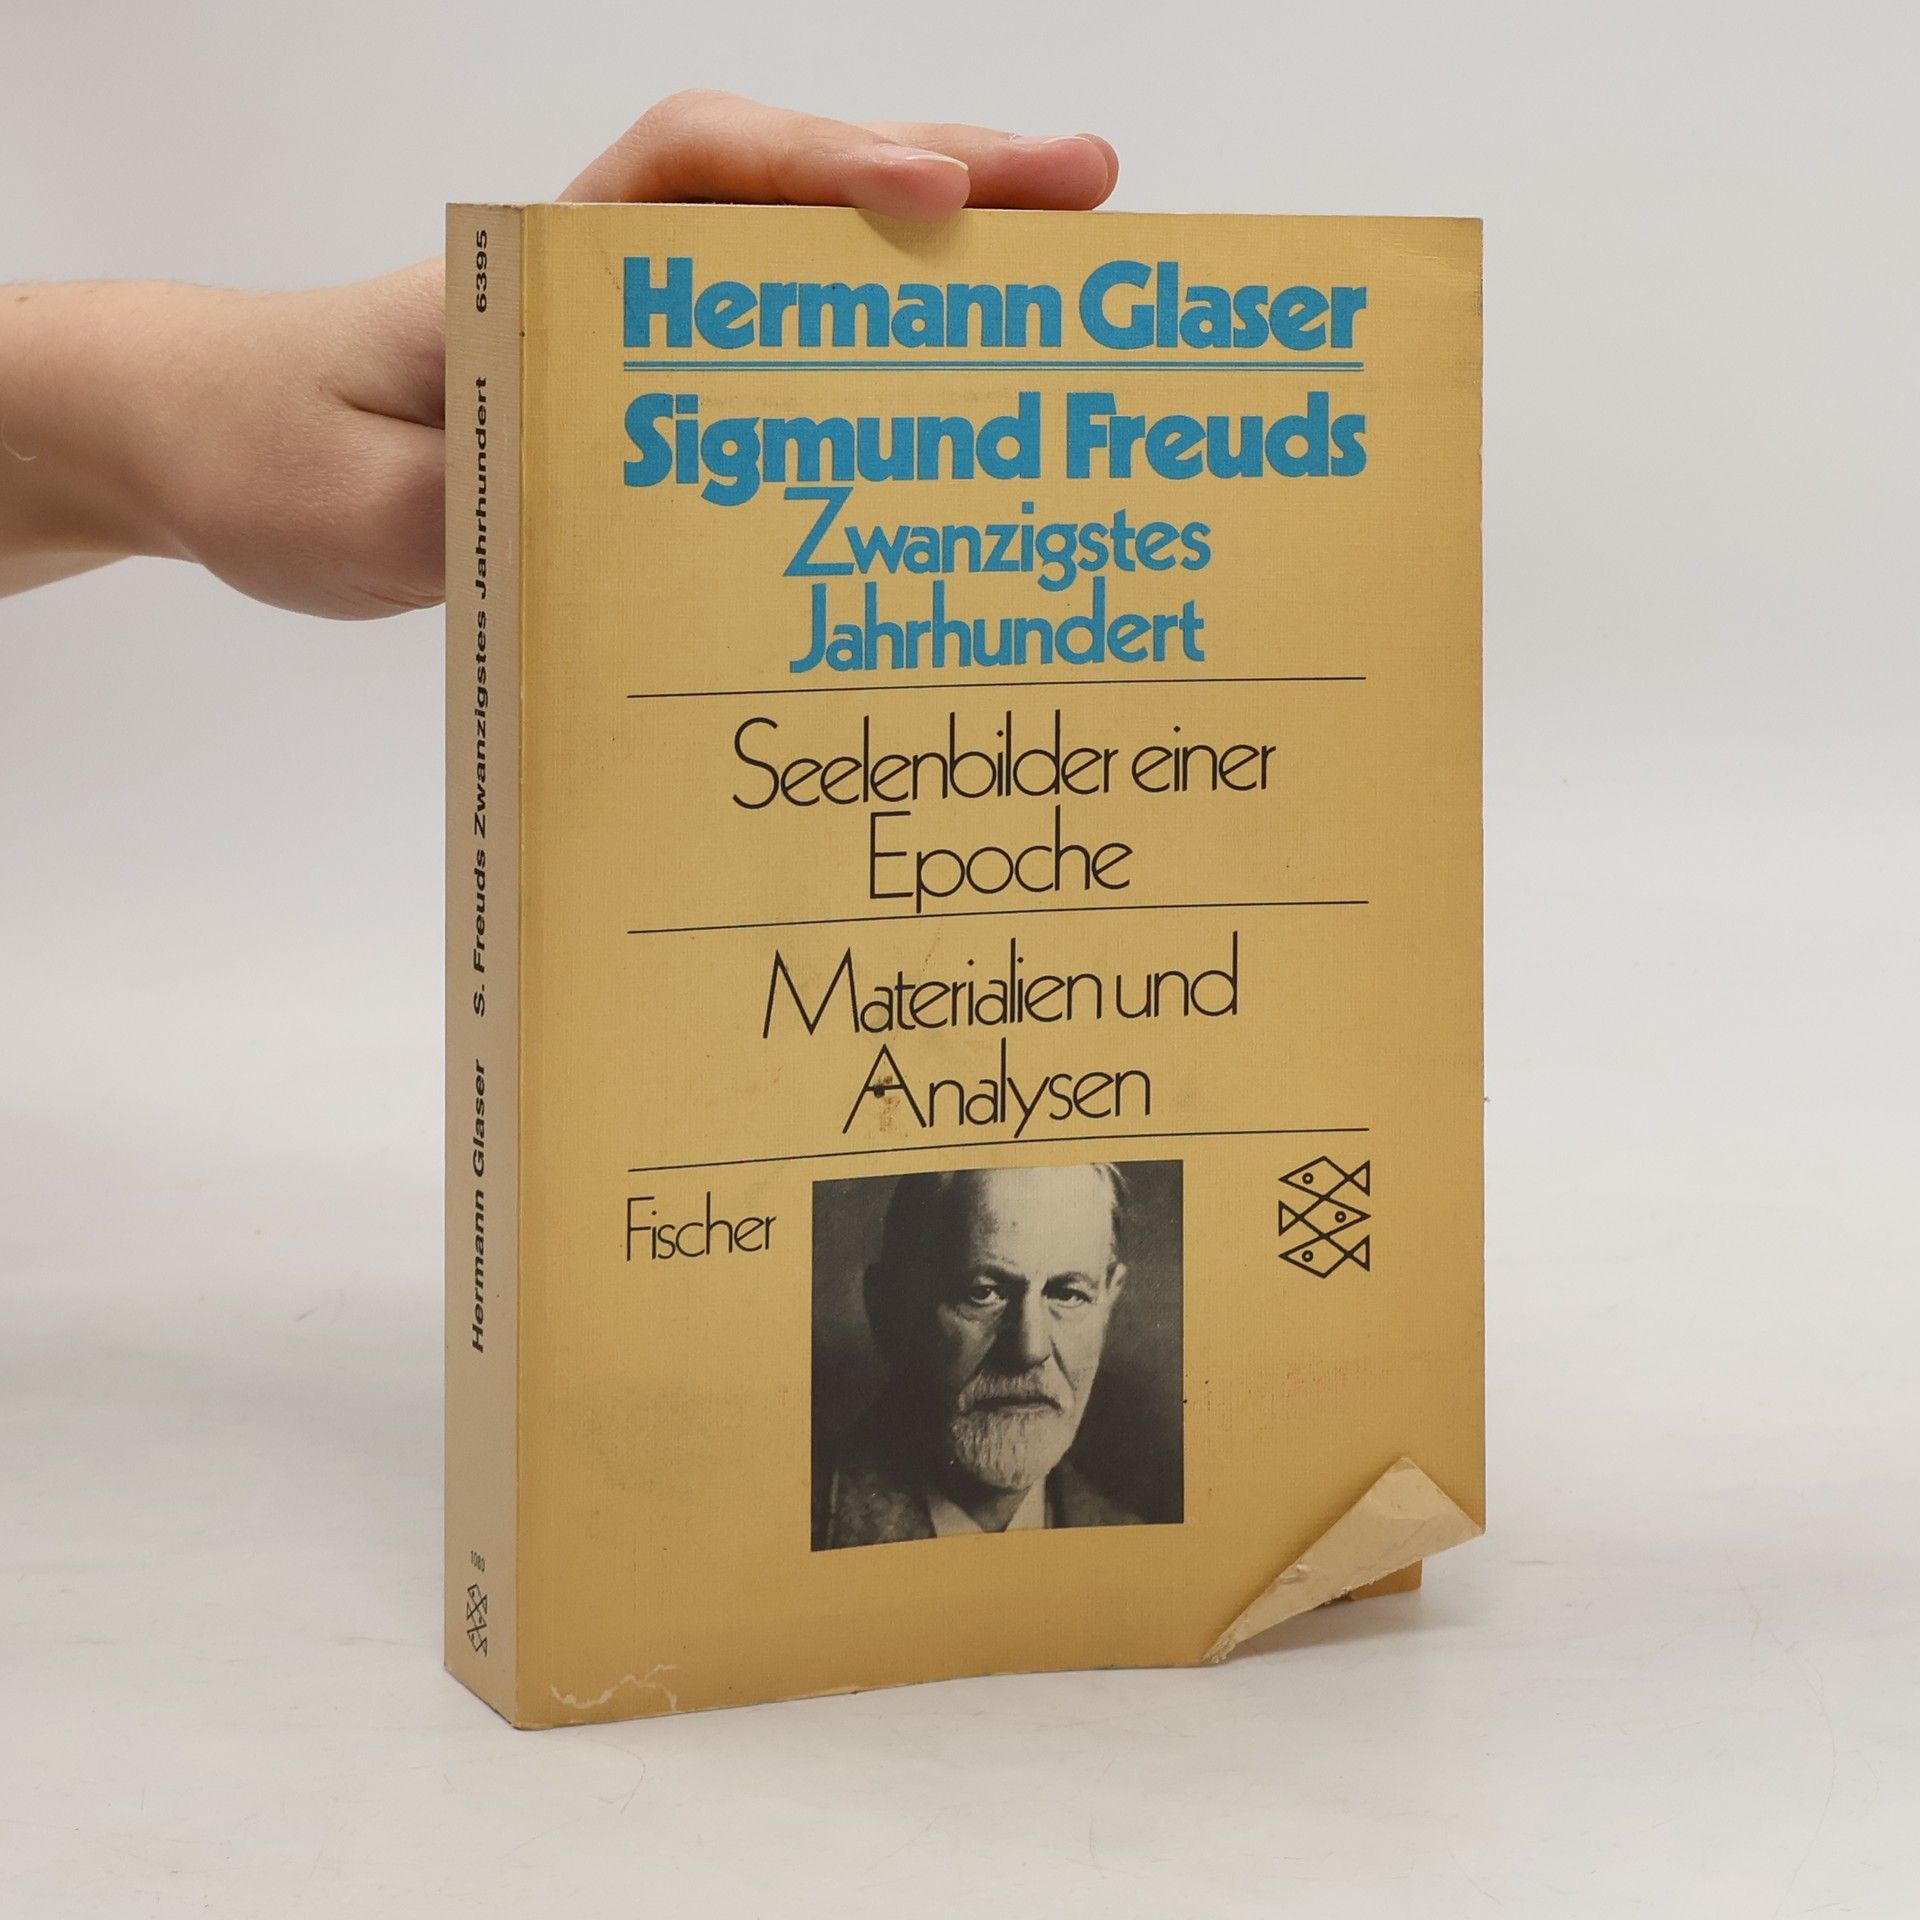 Hermann Glaser
Sigmund Freuds
Zwanzigstes
Jahrhundert
Seelenbilder einer
Epoche
Materialien und
Analysen
Fischer
Hermann Glaser S. Freuds Zwanzigstes Jahrhundert 6395
1080